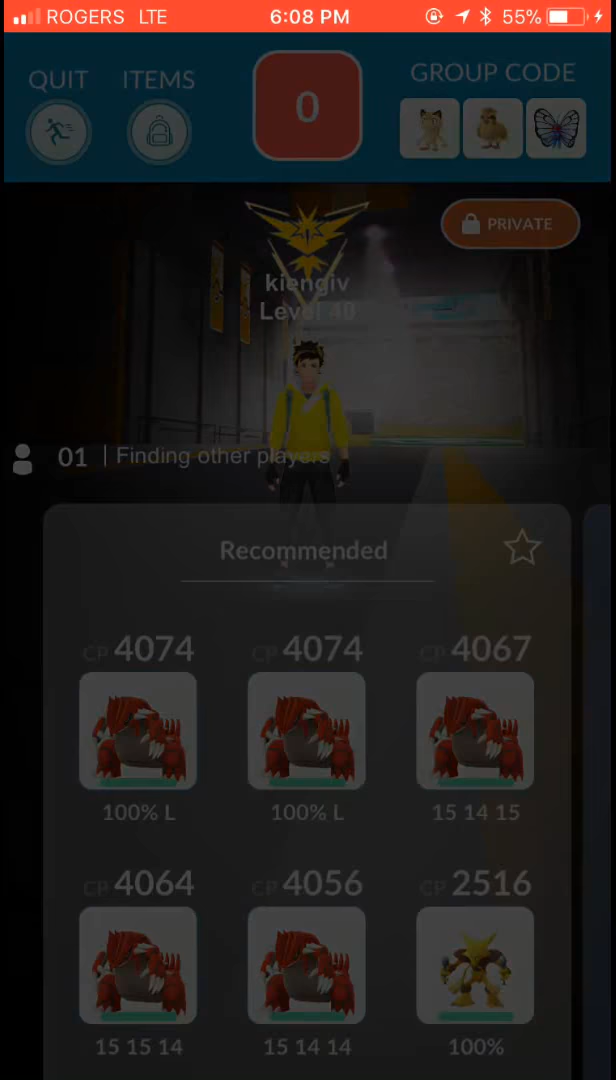 ROGERS LTE 6:08 PM 55%
QUIT ITEMS 0 GROUP CODE
PRIVATE
kiengiv
Level 40
01 | Finding other players
Recommended
CP 4074 CP 4074 CP 4067
100% L 100% L 15 14 15
CP 4064 CP 4056 CP 2516
15 15 14 15 14 14 100%